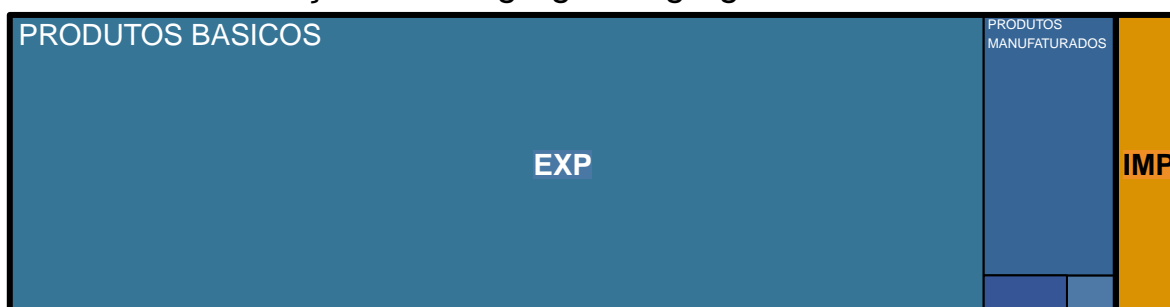 PRODUTOS BASICOS
PRODUTOS
MANUFATURADOS
EXP
IMP